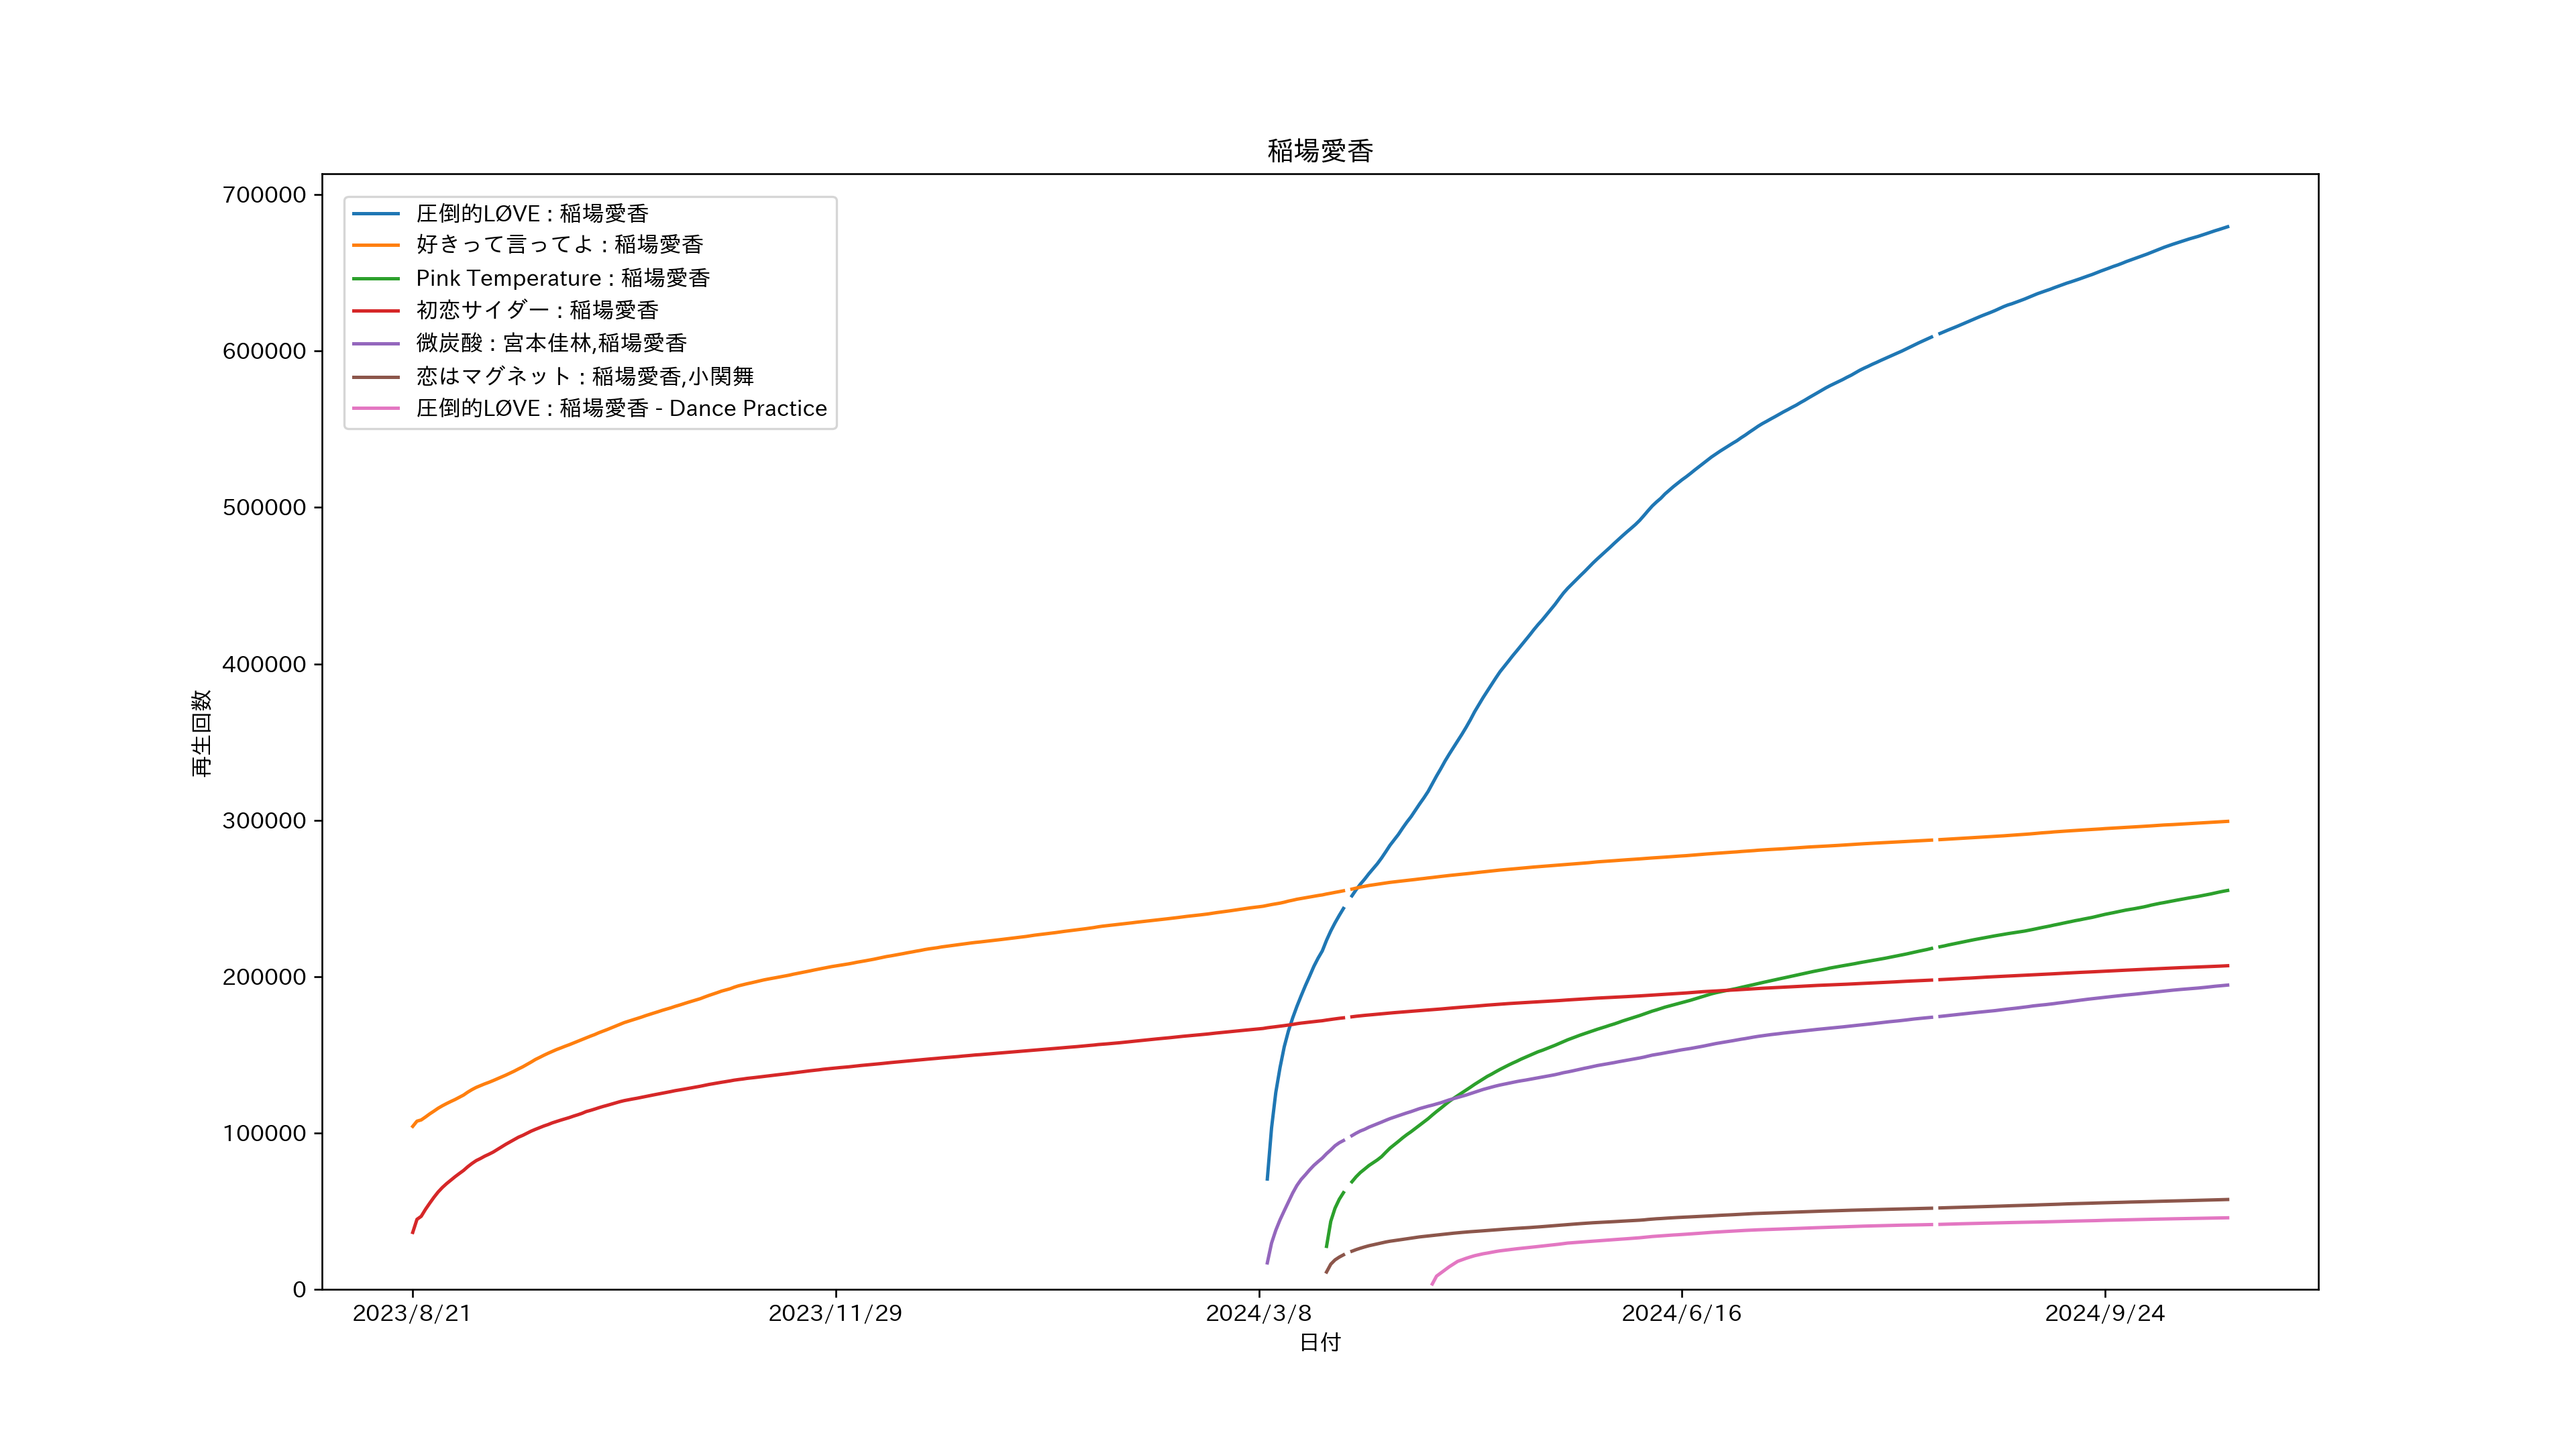 稲場愛香
700000
600000
500000
400000
300000
200000
100000
0
再生回数
圧倒的LØVE : 稲場愛香
好きって言ってよ : 稲場愛香
Pink Temperature : 稲場愛香
初恋サイダー : 稲場愛香
微炭酸 : 宮本佳林,稲場愛香
恋はマグネット : 稲場愛香,小関舞
圧倒的LØVE : 稲場愛香 - Dance Practice
2023/8/21
2023/11/29
2024/3/8
2024/6/16
2024/9/24
日付